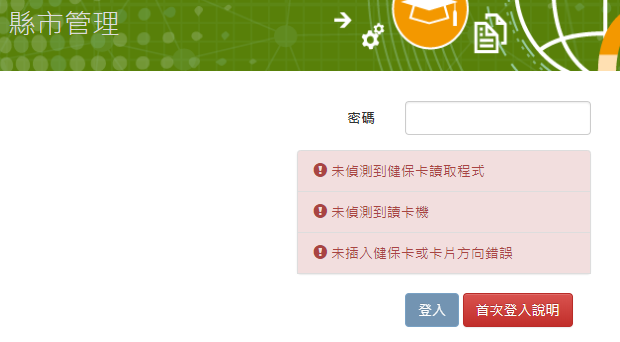 縣市管理
密碼
未偵測到健保卡讀取程式
未偵測到讀卡機
未插入健保卡或卡片方向錯誤
登入 首次登入說明